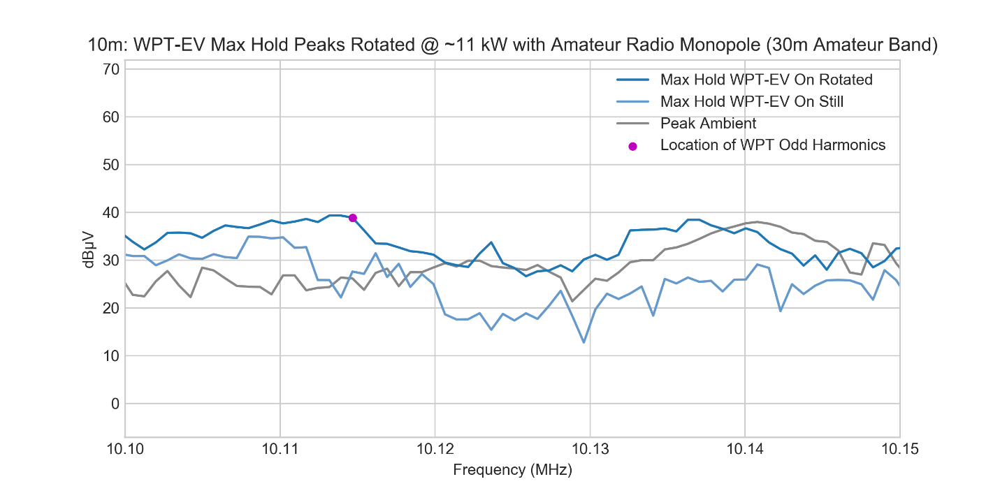 10m: WPT-EV Max Hold Peaks Rotated @ ~11 kW with Amateur Radio Monopole (30m Amateur Band)
70
60
50
40
30
20
10
0
dBµV
Max Hold WPT-EV On Rotated
Max Hold WPT-EV On Still
Peak Ambient
Location of WPT Odd Harmonics
10.10
10.11
10.12
10.13
10.14
10.15
Frequency (MHz)